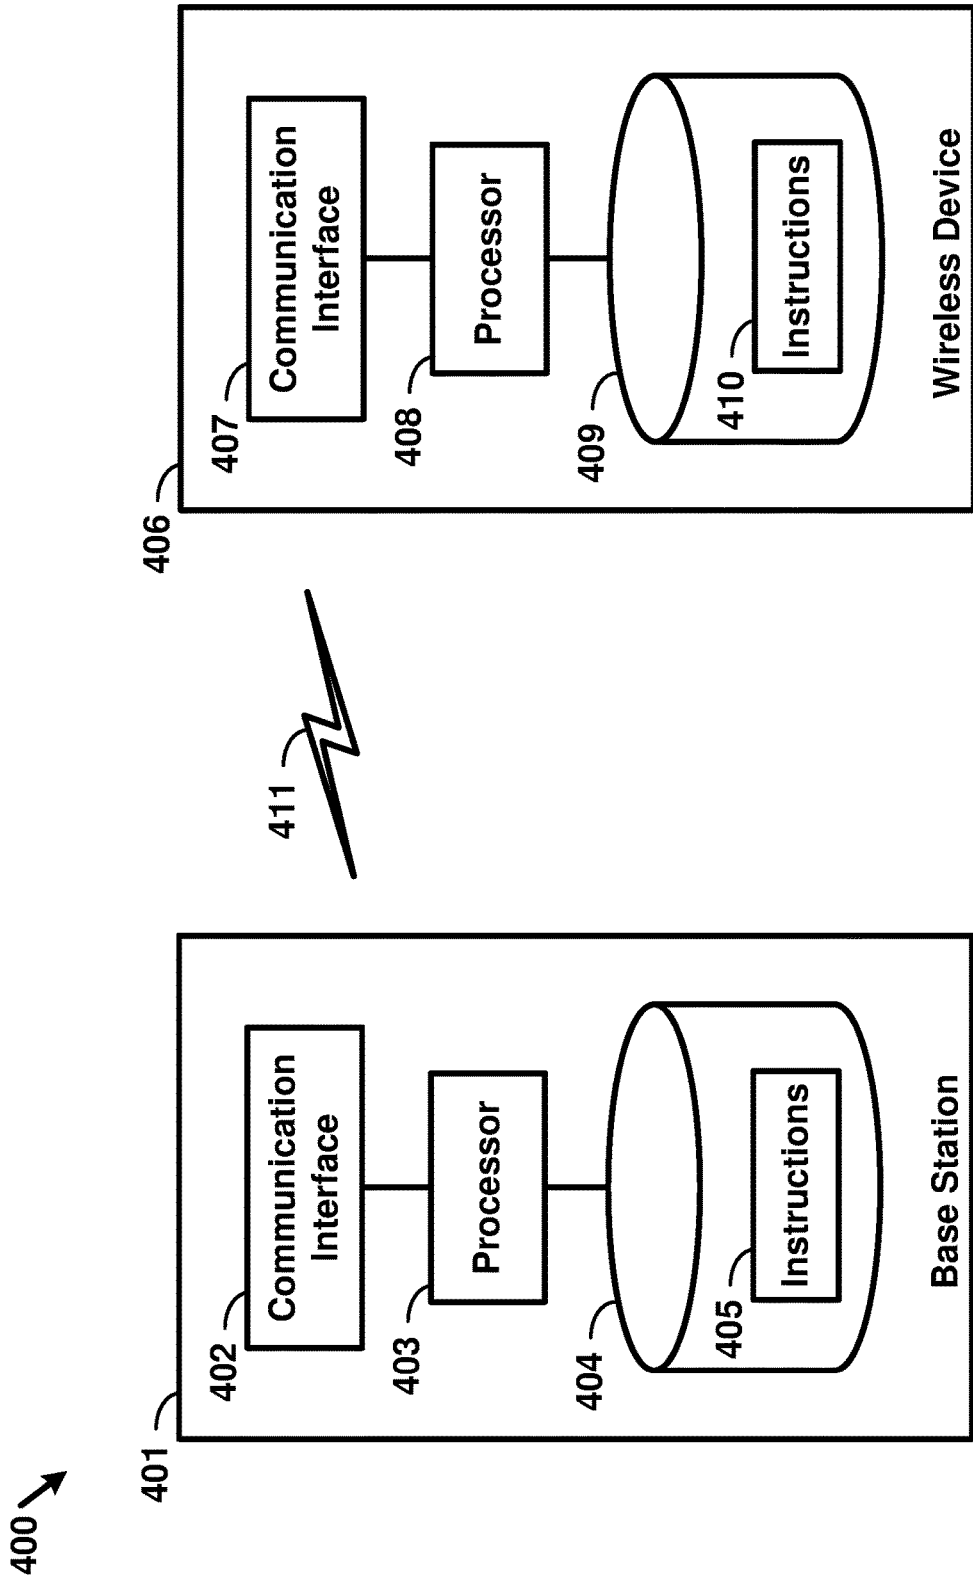 400
401
402
Communication
Interface
403
Processor
404
405
Instructions
Base Station
411
406
407
Communication
Interface
408
Processor
409
410
Instructions
Wireless Device